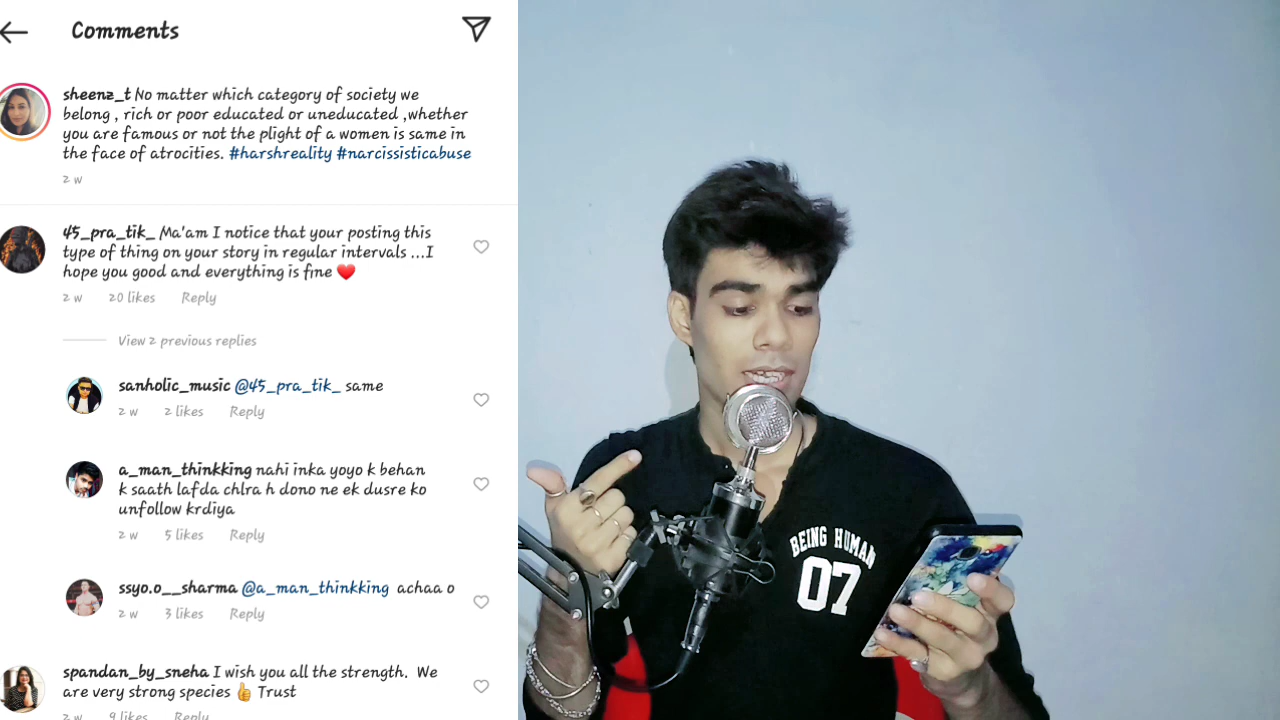 Comments
sheenz_t No matter which category of society we
belong , rich or poor educated or uneducated ,whether
you are famous or not the plight of a women is same in
the face of atrocities. #harshreality #narcissisticabuse
2 w
45_pra_tik_ Ma'am I notice that your posting this
type of thing on your story in regular intervals ...I
hope you good and everything is fine ❤️
2 w 20 likes Reply
View 2 previous replies
sanholic_music @45_pra_tik_ same
2 w 2 likes Reply
a_man_thinkking nahi inka yoyo k behan
k saath lafda chlra h dono ne ek dusre ko
unfollow krdiya
2 w 5 likes Reply
ssyo.o__sharma @a_man_thinkking achaa o
2 w 3 likes Reply
spandan_by_sneha I wish you all the strength. We
are very strong species 👍 Trust
2 w 9 likes Reply
BEING HUMAN
07